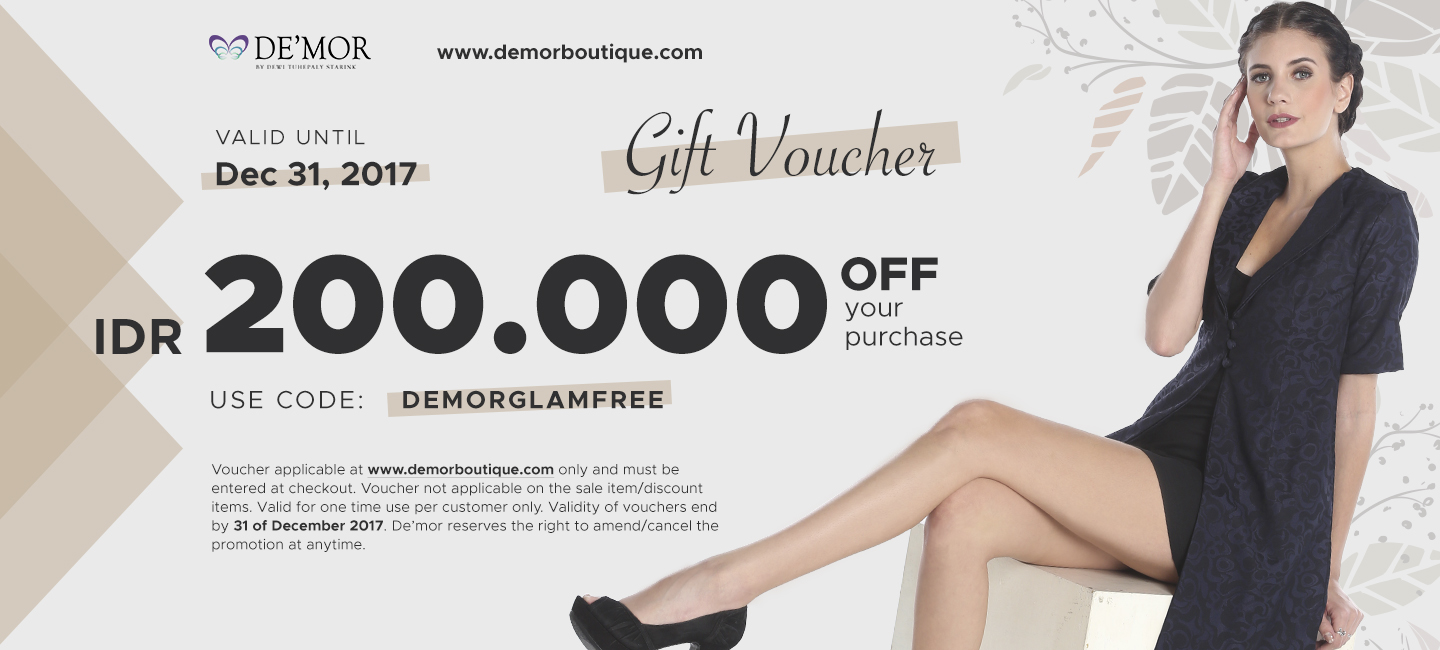 DE'MOR
BY DEWI TUHEPALY STARINK
www.demorboutique.com
VALID UNTIL
Dec 31, 2017
Gift Voucher
IDR 200.000 OFF
your
purchase
USE CODE: DEMORGLAMFREE
Voucher applicable at www.demorboutique.com only and must be
entered at checkout. Voucher not applicable on the sale item/discount
items. Valid for one time use per customer only. Validity of vouchers end
by 31 of December 2017. De'mor reserves the right to amend/cancel the
promotion at anytime.